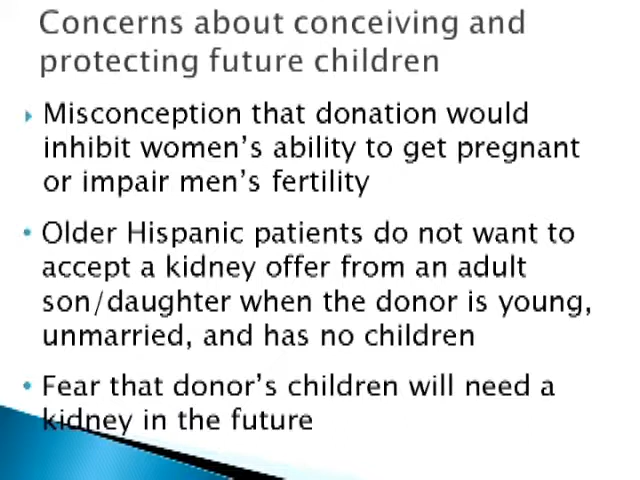 Concerns about conceiving and
protecting future children
Misconception that donation would
inhibit women's ability to get pregnant
or impair men's fertility
• Older Hispanic patients do not want to
accept a kidney offer from an adult
son/daughter when the donor is young,
unmarried, and has no children
• Fear that donor's children will need a
kidney in the future